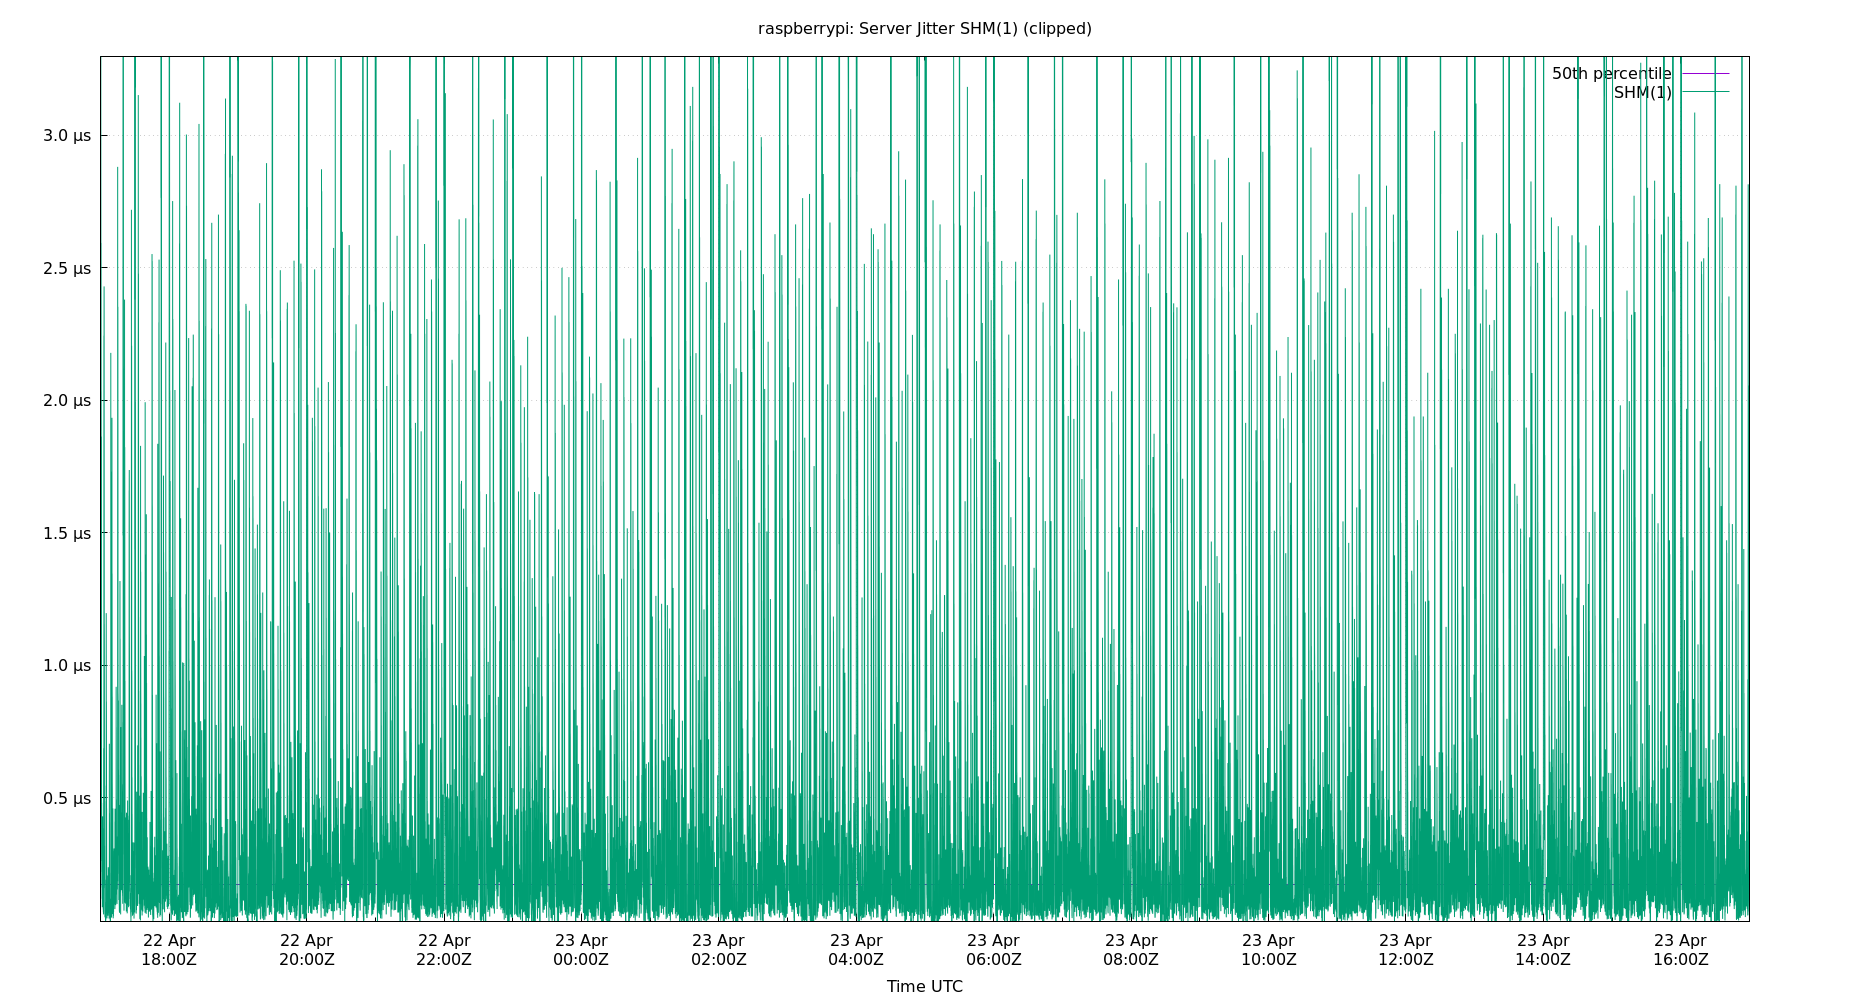 raspberrypi: Server Jitter SHM(1) (clipped)
50th percentile
SHM(1)
3.0 µs
2.5 µs
2.0 µs
1.5 µs
1.0 µs
0.5 µs
22 Apr 22 Apr 22 Apr 23 Apr 23 Apr 23 Apr 23 Apr 23 Apr 23 Apr 23 Apr 23 Apr 23 Apr
18:00Z 20:00Z 22:00Z 00:00Z 02:00Z 04:00Z 06:00Z 08:00Z 10:00Z 12:00Z 14:00Z 16:00Z
Time UTC